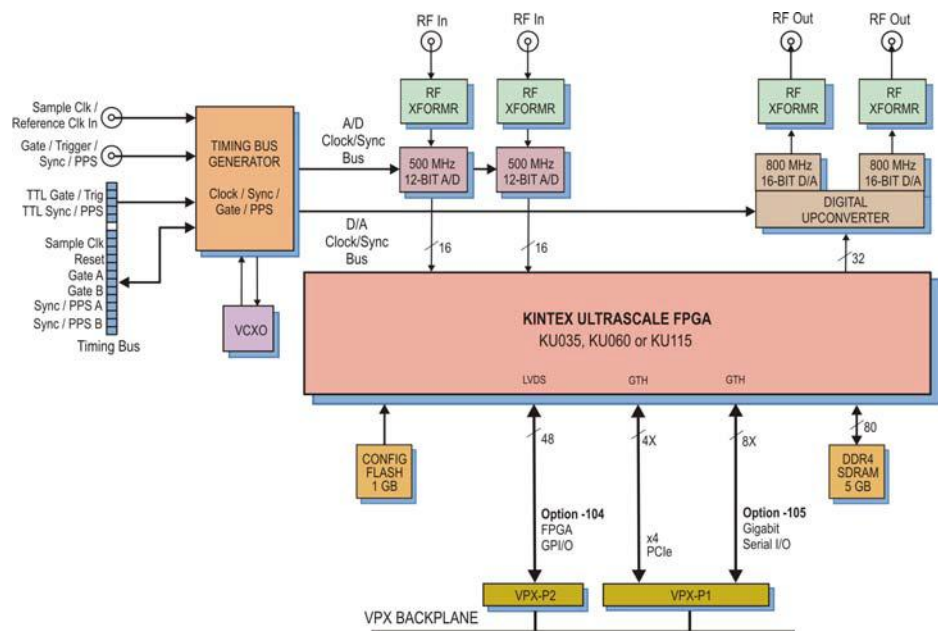 RF In
RF In
RF Out
RF Out
RF
XFORMR
RF
XFORMR
RF
XFORMR
RF
XFORMR
Sample Clk /
Reference Clk In
Gate / Trigger /
Sync / PPS
TTL Gate / Trig
TTL Sync / PPS
Sample Clk
Reset
Gate A
Gate B
Sync / PPS A
Sync / PPS B
Timing Bus
TIMING BUS
GENERATOR
Clock / Sync /
Gate / PPS
VCXO
A/D
Clock/Sync
Bus
D/A
Clock/Sync
Bus
500 MHz
12-BIT A/D
500 MHz
12-BIT A/D
800 MHz
16-BIT D/A
800 MHz
16-BIT D/A
DIGITAL
UPCONVERTER
16
16
32
KINTEX ULTRASCALE FPGA
KU035, KU060 or KU115
LVDS
GTH
GTH
48
4X
8X
80
CONFIG
FLASH
1 GB
DDR4
SDRAM
5 GB
Option -104
FPGA
GPI/O
x4
PCIe
Option -105
Gigabit
Serial I/O
VPX-P2
VPX-P1
VPX BACKPLANE